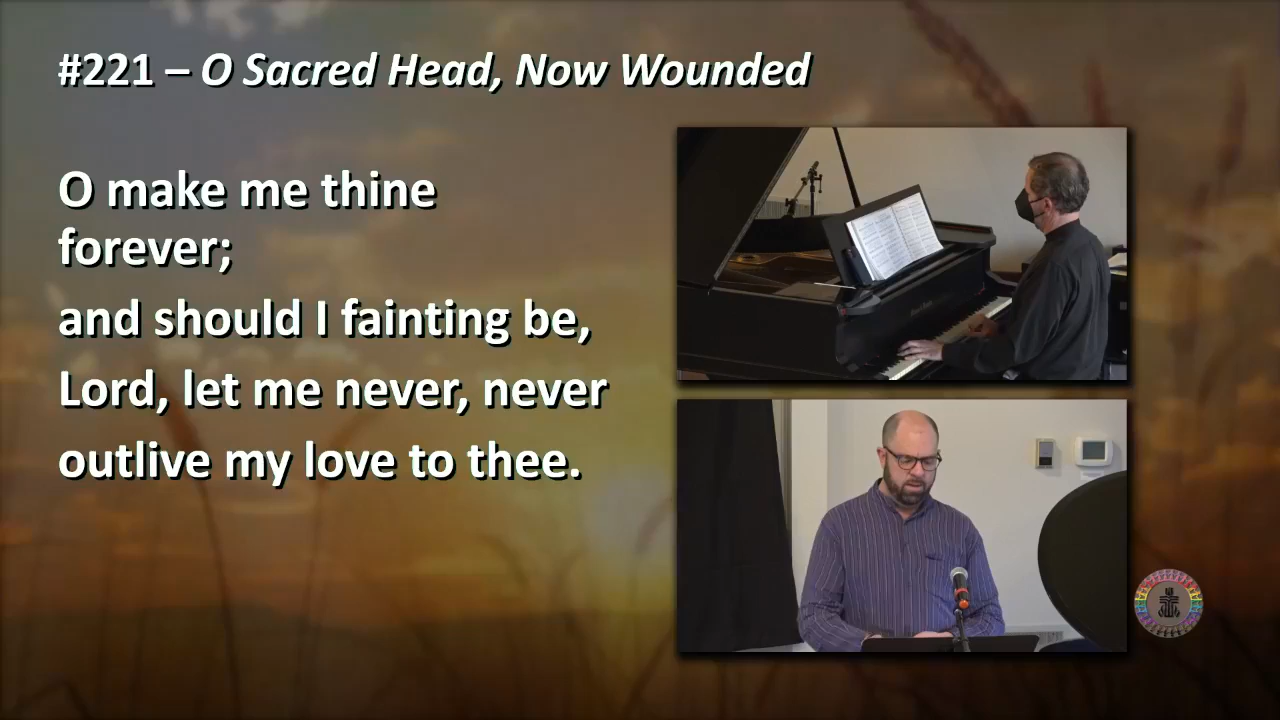 #221 – O Sacred Head, Now Wounded
O make me thine
forever;
and should I fainting be,
Lord, let me never, never
outlive my love to thee.